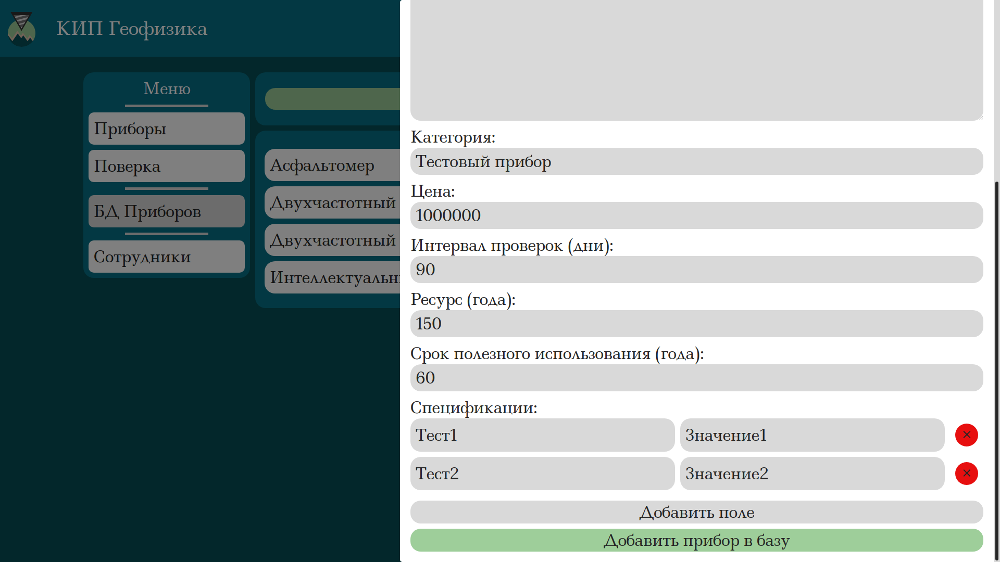 КИП Геофизика
Меню
Приборы
Поверка
БД Приборов
Сотрудники
Асфальтомер
Двухчастотный
Двухчастотный
Категория:
Тестовый прибор
Цена:
1000000
Интервал проверок (дни):
90
Ресурс (года):
150
Срок полезного использования (года):
60
Спецификации:
Тест1 Значение1 ×
Тест2 Значение2 ×
Добавить поле
Добавить прибор в базу